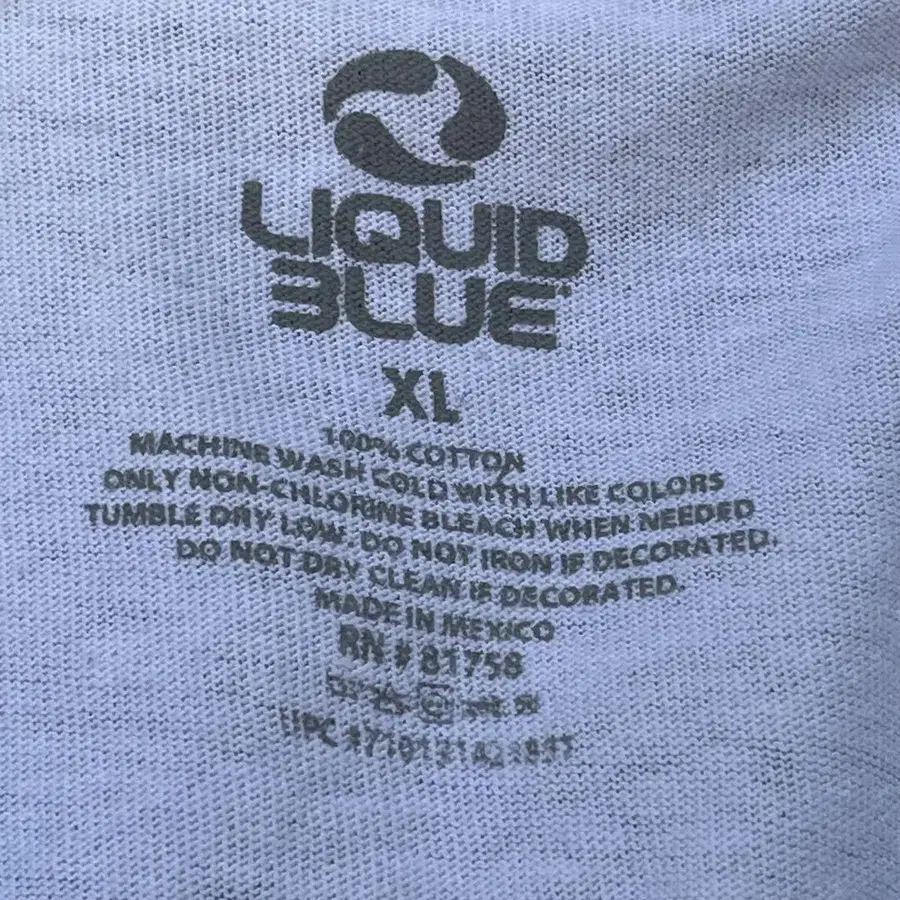 LIQUID
BLUE
XL
100% COTTON
MACHINE WASH COLD WITH LIKE COLORS
ONLY NON-CHLORINE BLEACH WHEN NEEDED
TUMBLE DRY LOW. DO NOT IRON IF DECORATED.
DO NOT DRY CLEAN IF DECORATED.
MADE IN MEXICO
RN # 81758
UPC